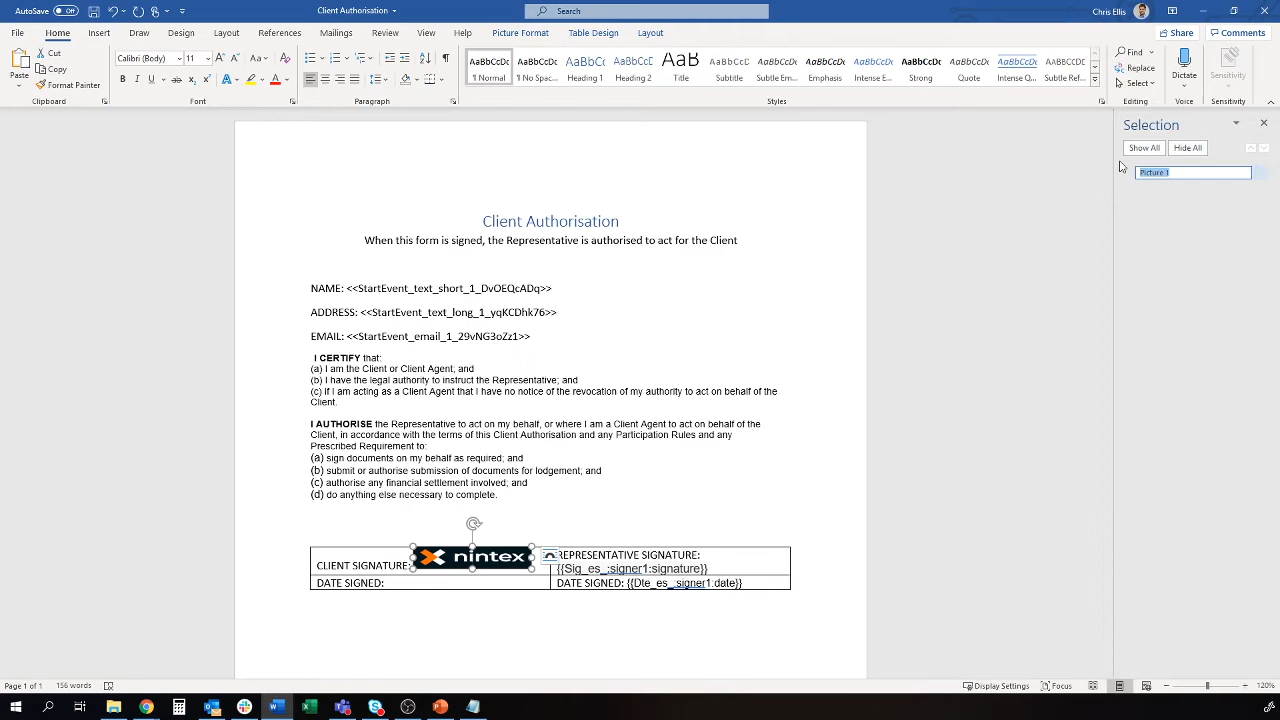 AutoSave Off Client Authorisation Search Chris Ellis
File Home Insert Draw Design Layout References Mailings Review View Help Picture Format Table Design Layout Share Comments
Paste Cut Copy Format Painter
Calibri (Body) 11 A A Aa
B I U ab x x A A
AaBbCcDc AaBbCcDc AaBbCc AaBbCcD AaB AaBbCcD AaBbCcDc AaBbCcDc AaBbCcDc AaBbCcDc AaBbCcDc AaBbCcDc AaBbCcDc
¶ Normal ¶ No Spac... Heading 1 Heading 2 Title Subtitle Subtle Em... Emphasis Intense E... Strong Quote Intense Q... Subtle Ref...
Find Replace Select Dictate Sensitivity
Clipboard Font Paragraph Styles Editing Voice Sensitivity
Selection
Show All Hide All
Picture 1
Client Authorisation
When this form is signed, the Representative is authorised to act for the Client
NAME: <<StartEvent_text_short_1_DvOEQcADq>>
ADDRESS: <<StartEvent_text_long_1_yqKCDhk76>>
EMAIL: <<StartEvent_email_1_29vNG3oZz1>>
I CERTIFY that:
(a) I am the Client or Client Agent; and
(b) I have the legal authority to instruct the Representative; and
(c) if I am acting as a Client Agent that I have no notice of the revocation of my authority to act on behalf of the
Client.
I AUTHORISE the Representative to act on my behalf, or where I am a Client Agent to act on behalf of the
Client, in accordance with the terms of this Client Authorisation and any Participation Rules and any
Prescribed Requirement to:
(a) sign documents on my behalf as required; and
(b) submit or authorise submission of documents for lodgement; and
(c) authorise any financial settlement involved; and
(d) do anything else necessary to complete.
CLIENT SIGNATURE: nintex
REPRESENTATIVE SIGNATURE:
{{Sig_es_:signer1:signature}}
DATE SIGNED:
DATE SIGNED: {{Dte_es_:signer1:date}}
Page 1 of 1 156 words Display Settings Focus 120%